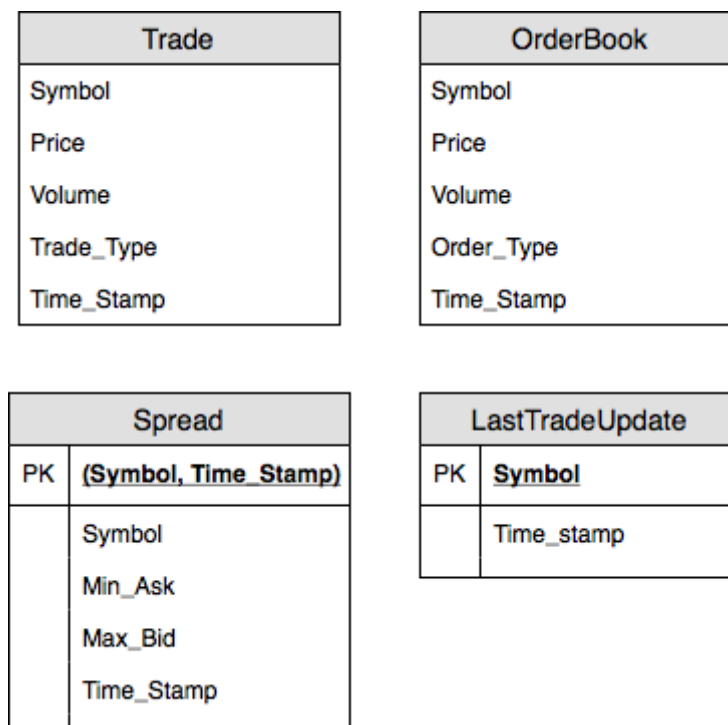 Trade
Symbol
Price
Volume
Trade_Type
Time_Stamp
OrderBook
Symbol
Price
Volume
Order_Type
Time_Stamp
Spread
PK (Symbol, Time_Stamp)
Symbol
Min_Ask
Max_Bid
Time_Stamp
LastTradeUpdate
PK Symbol
Time_stamp